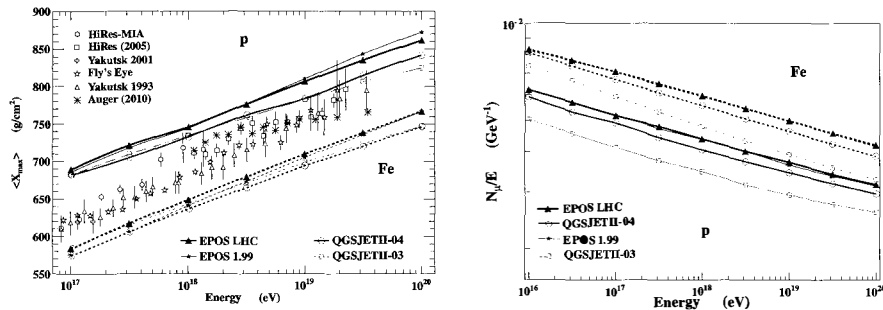 <X_max> (g/cm²)
900
850
800
750
700
650
600
550
HiRes-MIA
HiRes (2005)
Yakutsk 2001
Fly's Eye
Yakutsk 1993
Auger (2010)
p
Fe
EPOS LHC
EPOS 1.99
QGSJETII-04
QGSJETII-03
10^17
10^18
10^19
10^20
Energy (eV)
N_μ/E (GeV^-1)
10^-2
Fe
p
EPOS LHC
QGSJETII-04
EPOS 1.99
QGSJETII-03
10^16
10^17
10^18
10^19
10^20
Energy (eV)